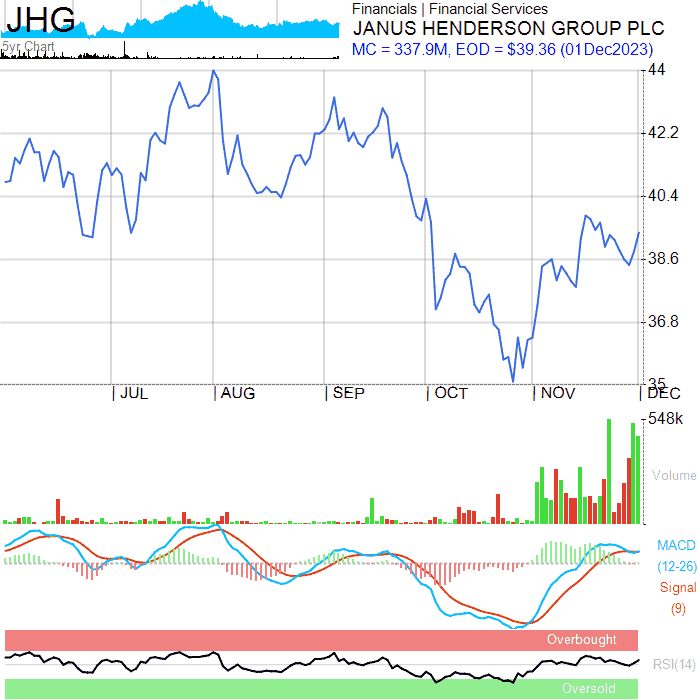 JHG
5yr Chart
Financials | Financial Services
JANUS HENDERSON GROUP PLC
MC = 337.9M, EOD = $39.36 (01Dec2023)
44
42.2
40.4
38.6
36.8
35
JUL AUG SEP OCT NOV DEC
548k
Volume
MACD
(12-26)
Signal
(9)
Overbought
RSI(14)
Oversold